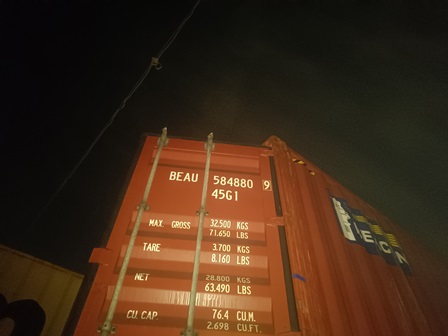 BEAU 584880 9
45G1
MAX. GROSS 32.500 KGS
71.650 LBS
TARE 3.700 KGS
8.160 LBS
NET 28.800 KGS
63.490 LBS
CU. CAP. 76.4 CU.M.
2.698 CU.FT.
BEACON